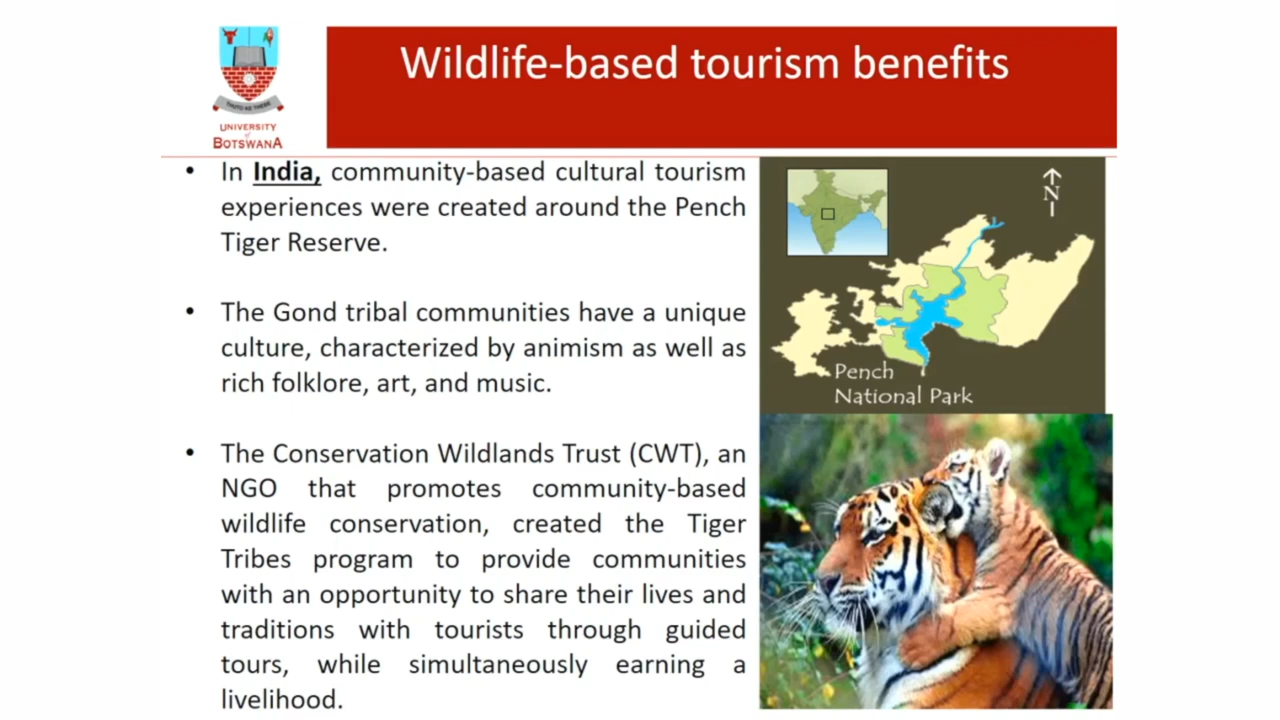 THUTO KE THEBE
UNIVERSITY
of
BOTSWANA
Wildlife-based tourism benefits
• In India, community-based cultural tourism
experiences were created around the Pench
Tiger Reserve.
• The Gond tribal communities have a unique
culture, characterized by animism as well as
rich folklore, art, and music.
• The Conservation Wildlands Trust (CWT), an
NGO that promotes community-based
wildlife conservation, created the Tiger
Tribes program to provide communities
with an opportunity to share their lives and
traditions with tourists through guided
tours, while simultaneously earning a
livelihood.
N
Pench
National Park